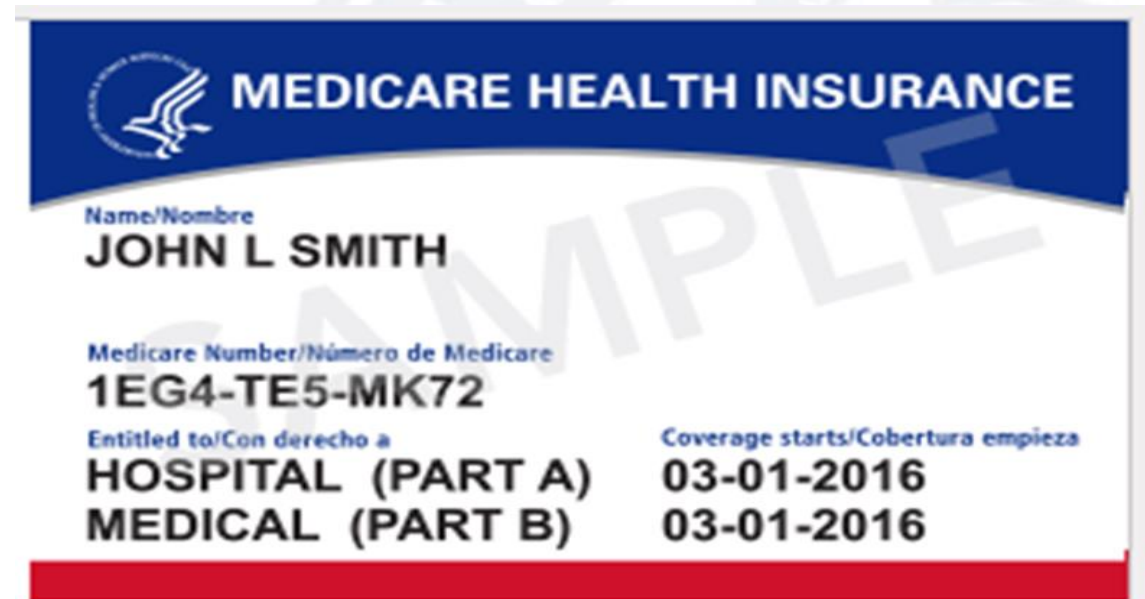 MEDICARE HEALTH INSURANCE
Name/Nombre
JOHN L SMITH
Medicare Number/Número de Medicare
1EG4-TE5-MK72
Entitled to/Con derecho a
Coverage starts/Cobertura empieza
HOSPITAL (PART A) 03-01-2016
MEDICAL (PART B) 03-01-2016
SAMPLE